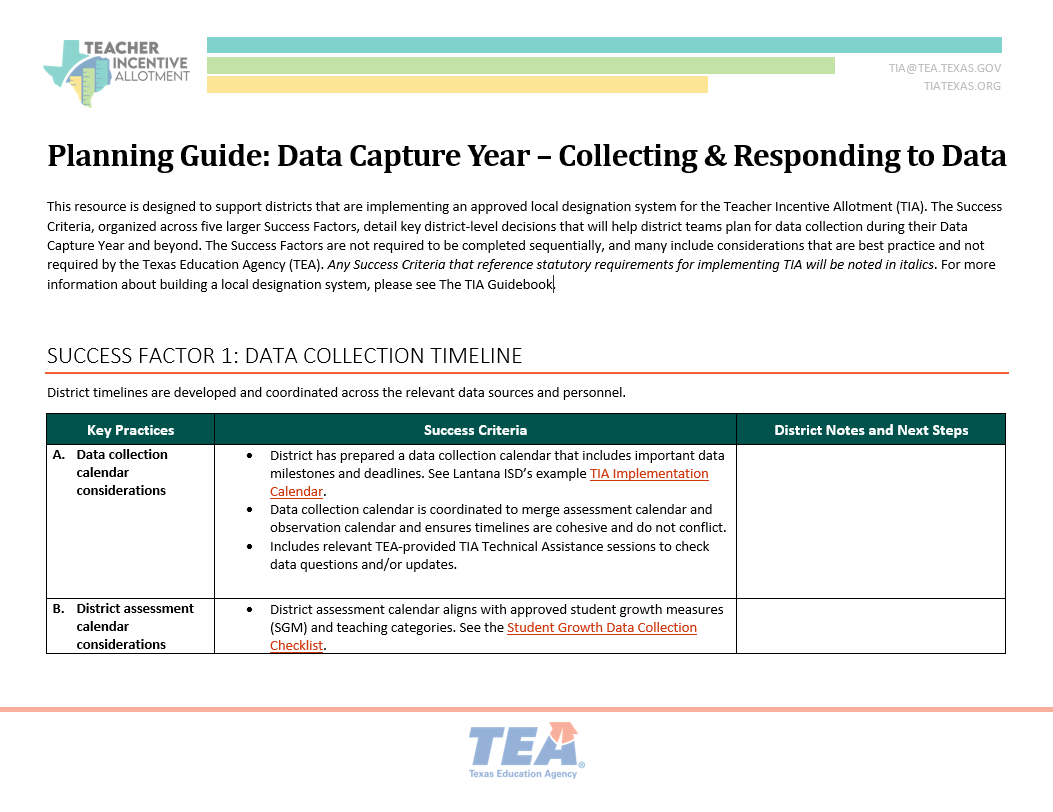 TEACHER
INCENTIVE
ALLOTMENT
TIA@TEA.TEXAS.GOV
TIATEXAS.ORG
Planning Guide: Data Capture Year – Collecting & Responding to Data
This resource is designed to support districts that are implementing an approved local designation system for the Teacher Incentive Allotment (TIA). The Success
Criteria, organized across five larger Success Factors, detail key district-level decisions that will help district teams plan for data collection during their Data
Capture Year and beyond. The Success Factors are not required to be completed sequentially, and many include considerations that are best practice and not
required by the Texas Education Agency (TEA). Any Success Criteria that reference statutory requirements for implementing TIA will be noted in italics. For more
information about building a local designation system, please see The TIA Guidebook.
SUCCESS FACTOR 1: DATA COLLECTION TIMELINE
District timelines are developed and coordinated across the relevant data sources and personnel.
Key Practices
Success Criteria
District Notes and Next Steps
A. Data collection
calendar
considerations
• District has prepared a data collection calendar that includes important data
milestones and deadlines. See Lantana ISD's example TIA Implementation
Calendar.
• Data collection calendar is coordinated to merge assessment calendar and
observation calendar and ensures timelines are cohesive and do not conflict.
• Includes relevant TEA-provided TIA Technical Assistance sessions to check
data questions and/or updates.
B. District assessment
calendar
considerations
• District assessment calendar aligns with approved student growth measures
(SGM) and teaching categories. See the Student Growth Data Collection
Checklist.
TEA®
Texas Education Agency